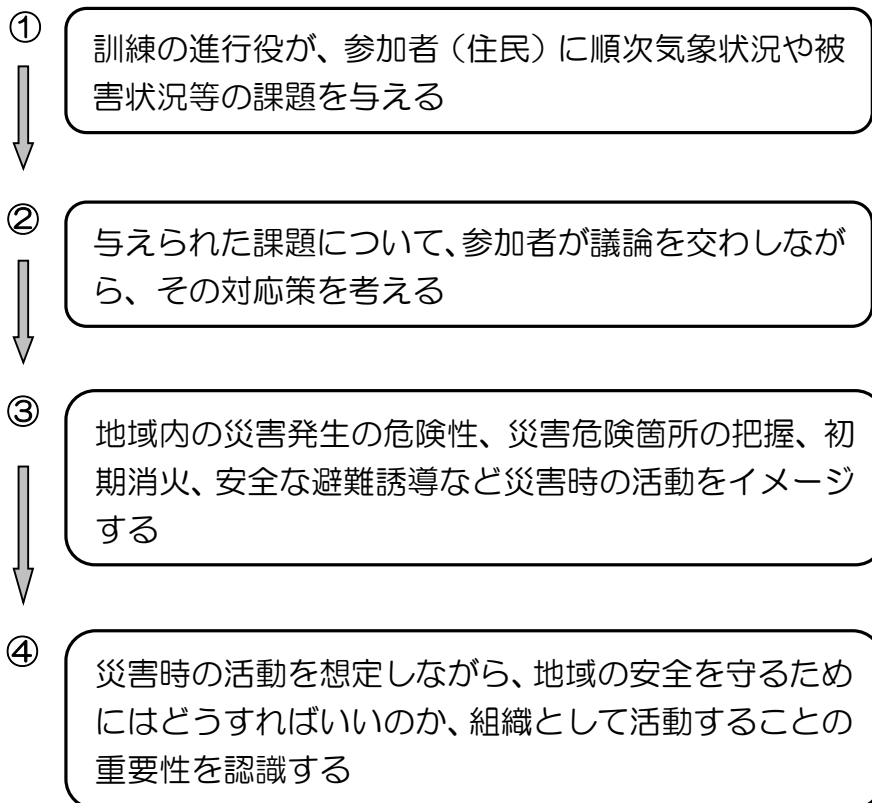 ①
訓練の進行役が、参加者（住民）に順次気象状況や被
害状況等の課題を与える
②
与えられた課題について、参加者が議論を交わしなが
ら、その対応策を考える
③
地域内の災害発生の危険性、災害危険箇所の把握、初
期消火、安全な避難誘導など災害時の活動をイメージ
する
④
災害時の活動を想定しながら、地域の安全を守るため
にはどうすればいいのか、組織として活動することの
重要性を認識する